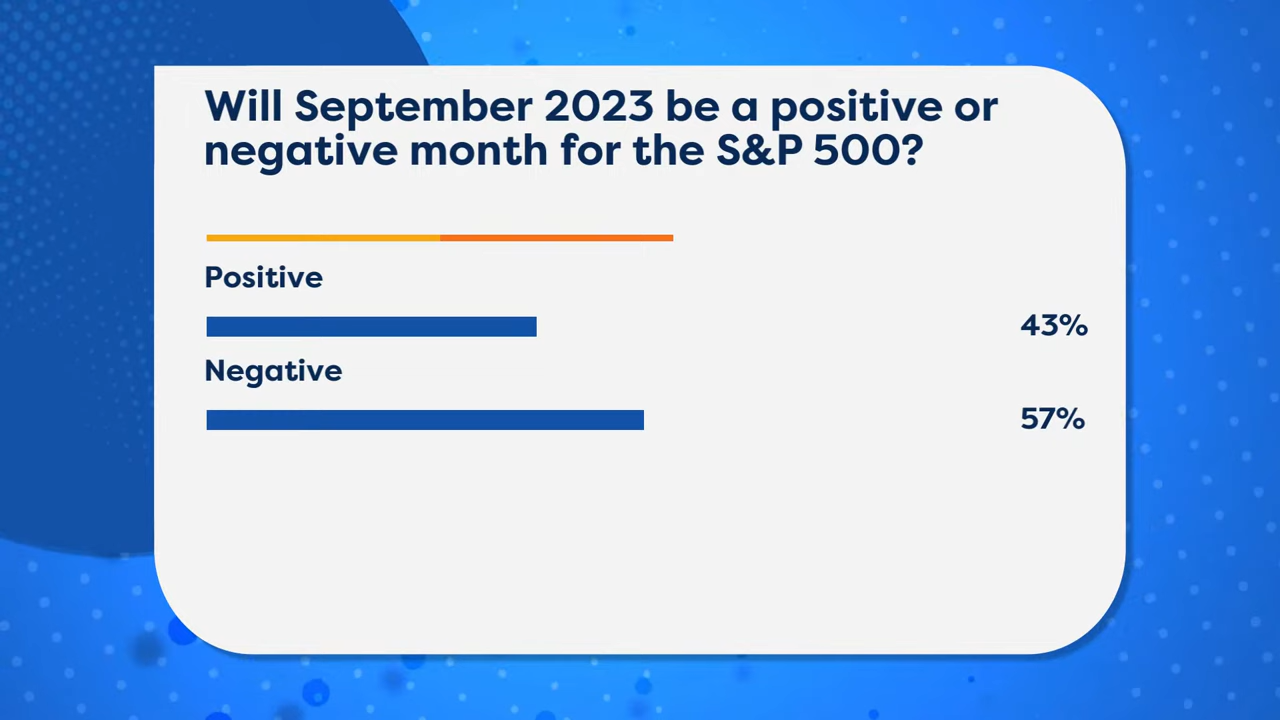 Will September 2023 be a positive or
negative month for the S&P 500?
Positive
43%
Negative
57%